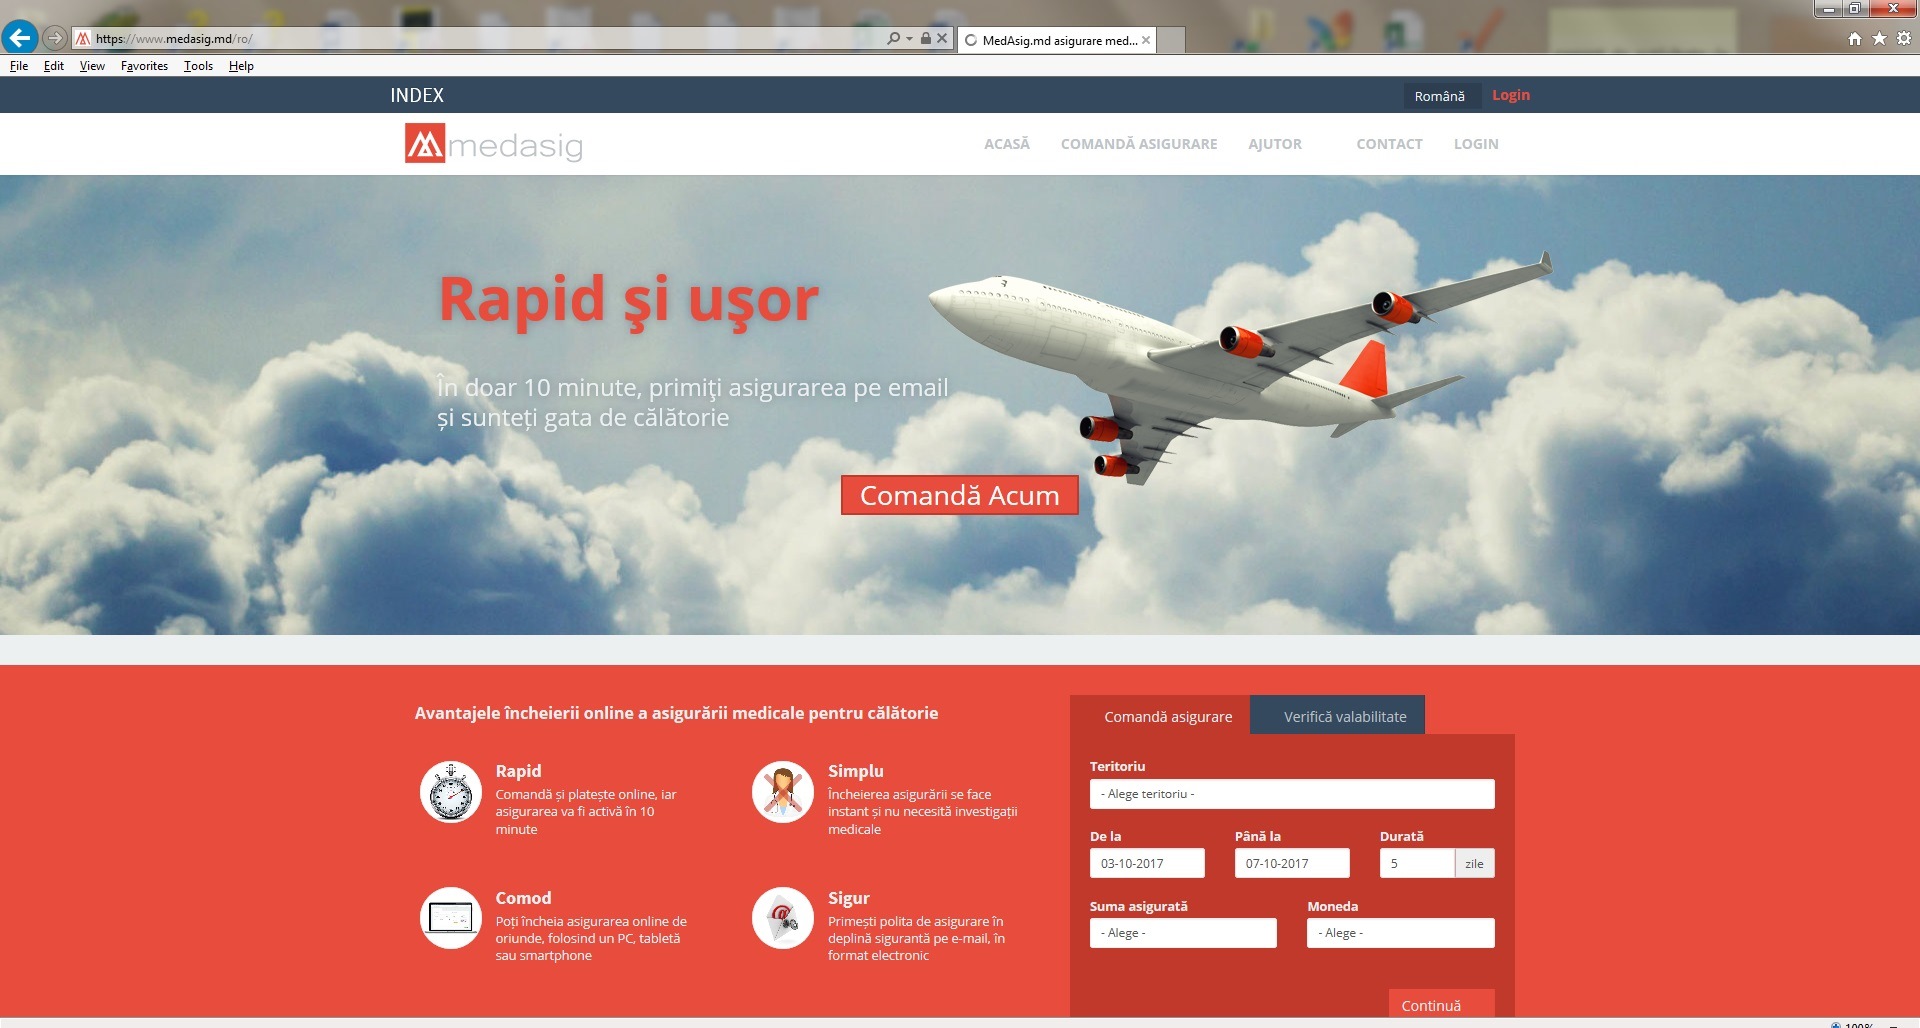 https://www.medasig.md/ro/
MedAsig.md asigurare med...
File Edit View Favorites Tools Help
INDEX
Română
Login
medasig
ACASĂ
COMANDĂ ASIGURARE
AJUTOR
CONTACT
LOGIN
Rapid şi uşor
În doar 10 minute, primiţi asigurarea pe email
și sunteți gata de călătorie
Comandă Acum
Avantajele încheierii online a asigurării medicale pentru călătorie
Rapid
Comandă și platește online, iar
asigurarea va fi activă în 10
minute
Simplu
Încheierea asigurării se face
instant și nu necesită investigații
medicale
Comod
Poți încheia asigurarea online de
oriunde, folosind un PC, tabletă
sau smartphone
Sigur
Primești polita de asigurare în
deplină sigurantă pe e-mail, în
format electronic
Comandă asigurare
Verifică valabilitate
Teritoriu
- Alege teritoriu -
De la
Până la
Durată
03-10-2017
07-10-2017
5
zile
Suma asigurată
Moneda
- Alege -
- Alege -
Continuă
100%